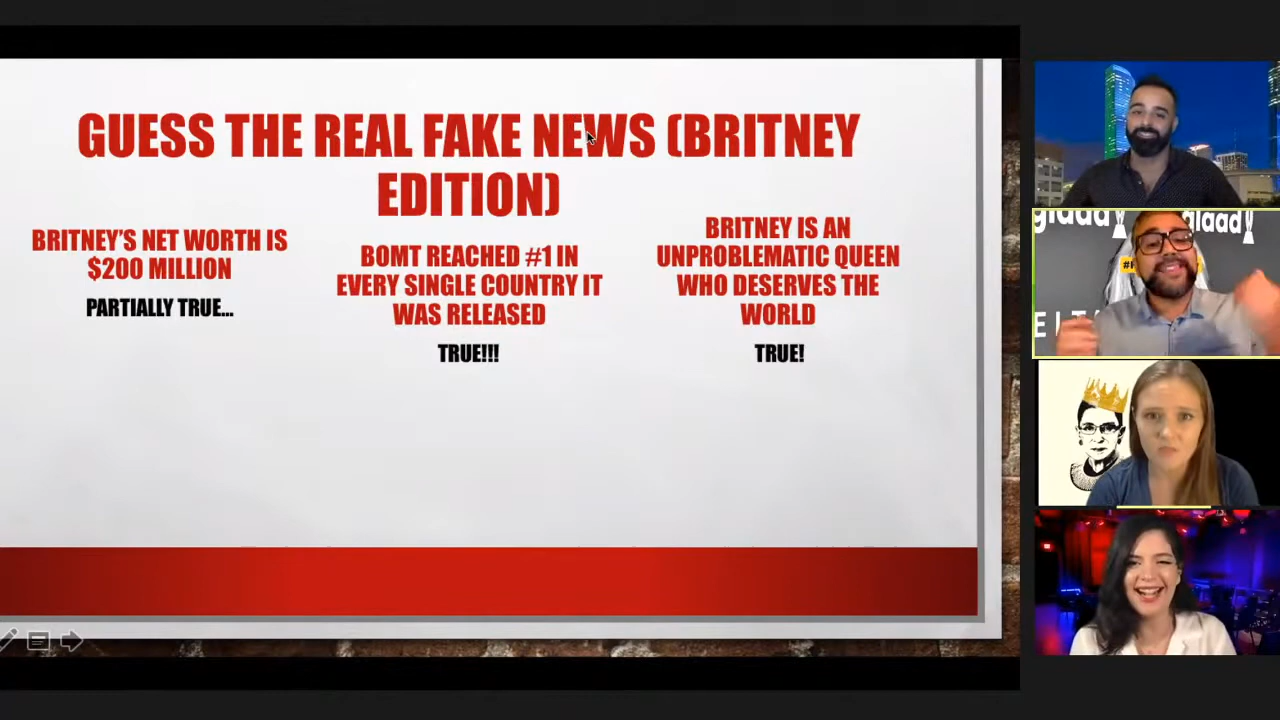 GUESS THE REAL FAKE NEWS (BRITNEY
EDITION)
BRITNEY'S NET WORTH IS
$200 MILLION
PARTIALLY TRUE...
BOMT REACHED #1 IN
EVERY SINGLE COUNTRY IT
WAS RELEASED
TRUE!!!
BRITNEY IS AN
UNPROBLEMATIC QUEEN
WHO DESERVES THE
WORLD
TRUE!
glaad
glaad